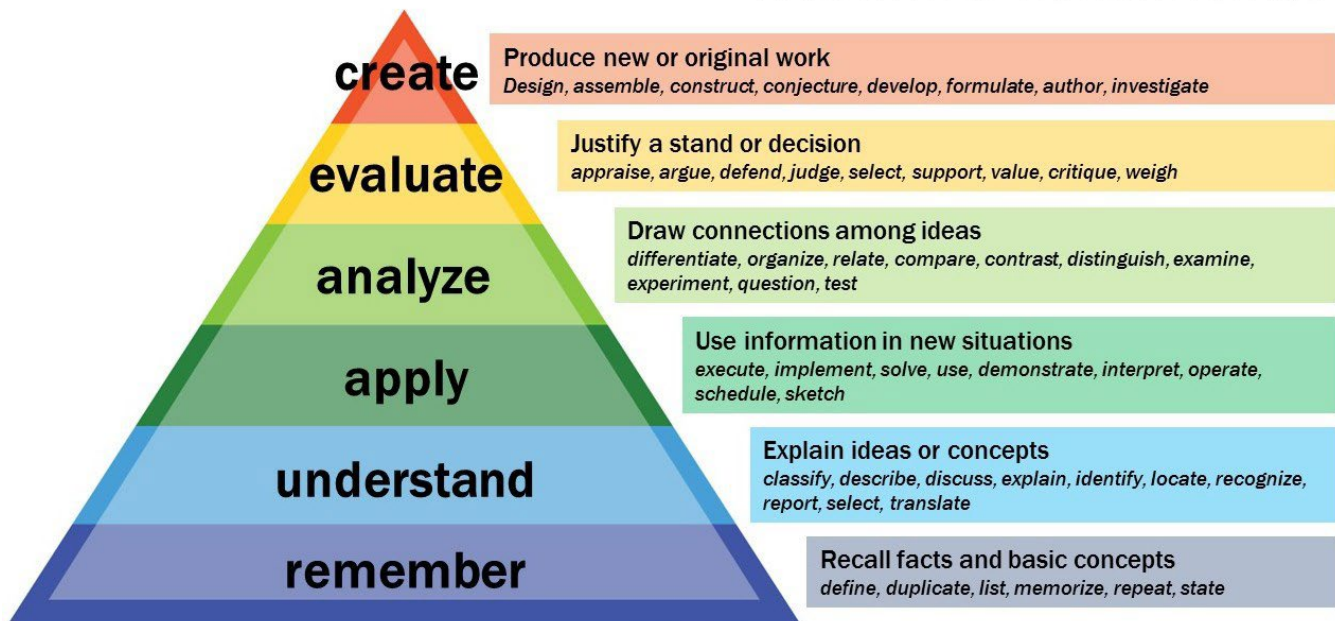 create
Produce new or original work
Design, assemble, construct, conjecture, develop, formulate, author, investigate
evaluate
Justify a stand or decision
appraise, argue, defend, judge, select, support, value, critique, weigh
analyze
Draw connections among ideas
differentiate, organize, relate, compare, contrast, distinguish, examine,
experiment, question, test
apply
Use information in new situations
execute, implement, solve, use, demonstrate, interpret, operate,
schedule, sketch
understand
Explain ideas or concepts
classify, describe, discuss, explain, identify, locate, recognize,
report, select, translate
remember
Recall facts and basic concepts
define, duplicate, list, memorize, repeat, state